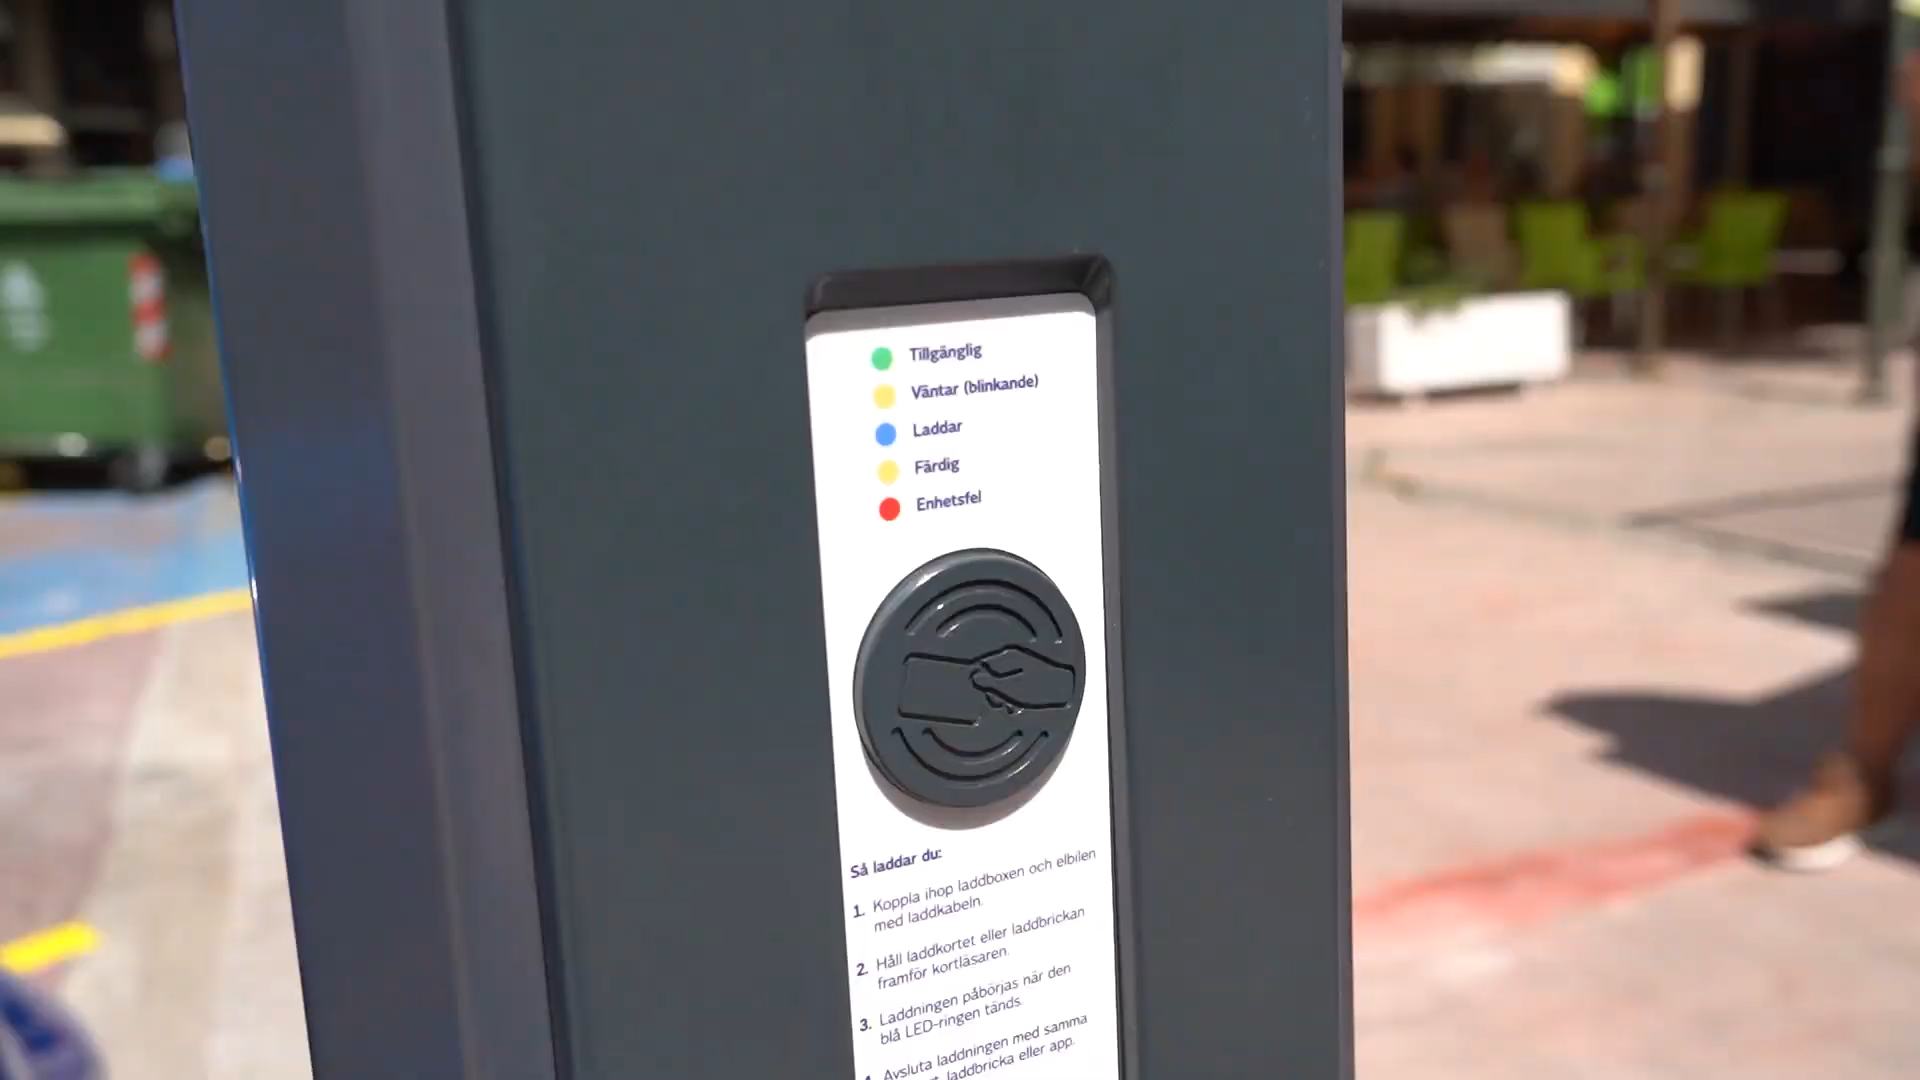 Tillgänglig
Väntar (blinkande)
Laddar
Färdig
Enhetsfel
Så laddar du:
1. Koppla ihop laddboxen och elbilen
med laddkabeln.
2. Håll laddkortet eller laddbrickan
framför kortläsaren.
3. Laddningen påbörjas när den
blå LED-ringen tänds.
Avsluta laddningen med samma
laddbricka eller app.